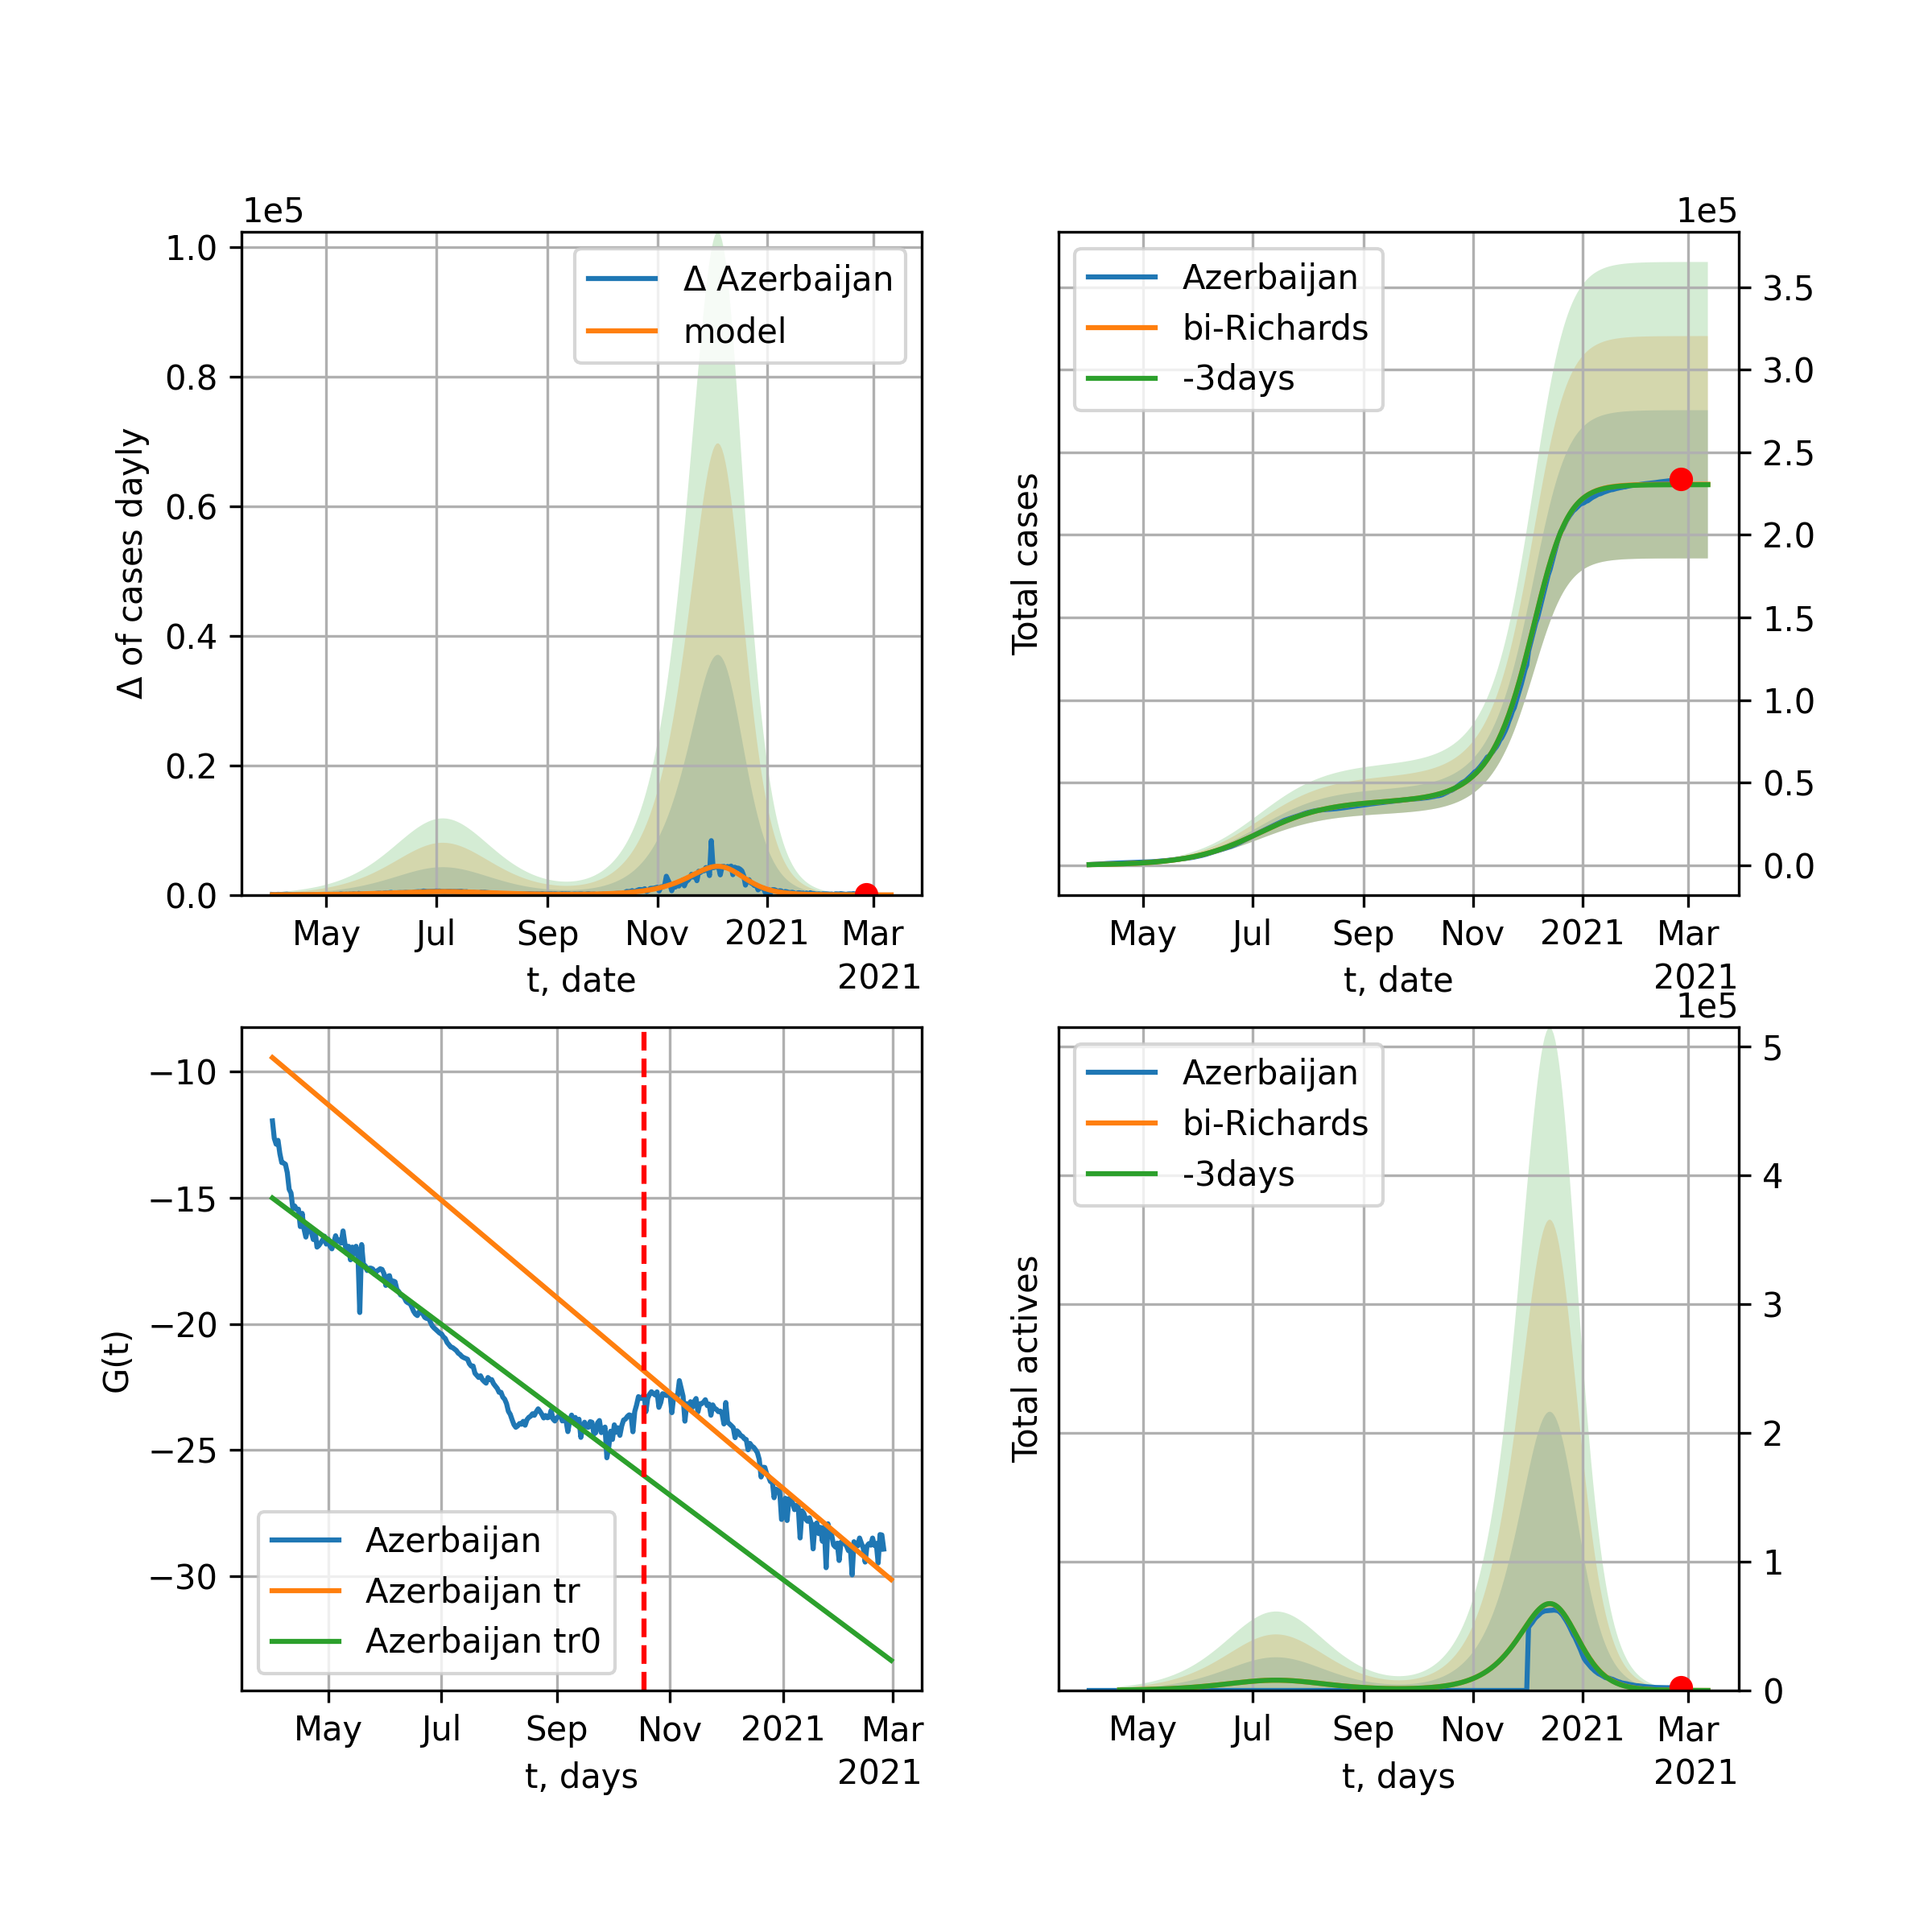 1e5
1.0
0.8
0.6
0.4
0.2
0.0
Δ of cases dayly
Δ Azerbaijan
model
May Jul Sep Nov 2021 Mar
t, date
2021
1e5
3.5
3.0
2.5
2.0
1.5
1.0
0.5
0.0
Total cases
Azerbaijan
bi-Richards
-3days
May Jul Sep Nov 2021 Mar
t, date
2021
−10
−15
−20
−25
−30
G(t)
Azerbaijan
Azerbaijan tr
Azerbaijan tr0
May Jul Sep Nov 2021 Mar
t, days
2021
1e5
5
4
3
2
1
0
Total actives
Azerbaijan
bi-Richards
-3days
May Jul Sep Nov 2021 Mar
t, days
2021